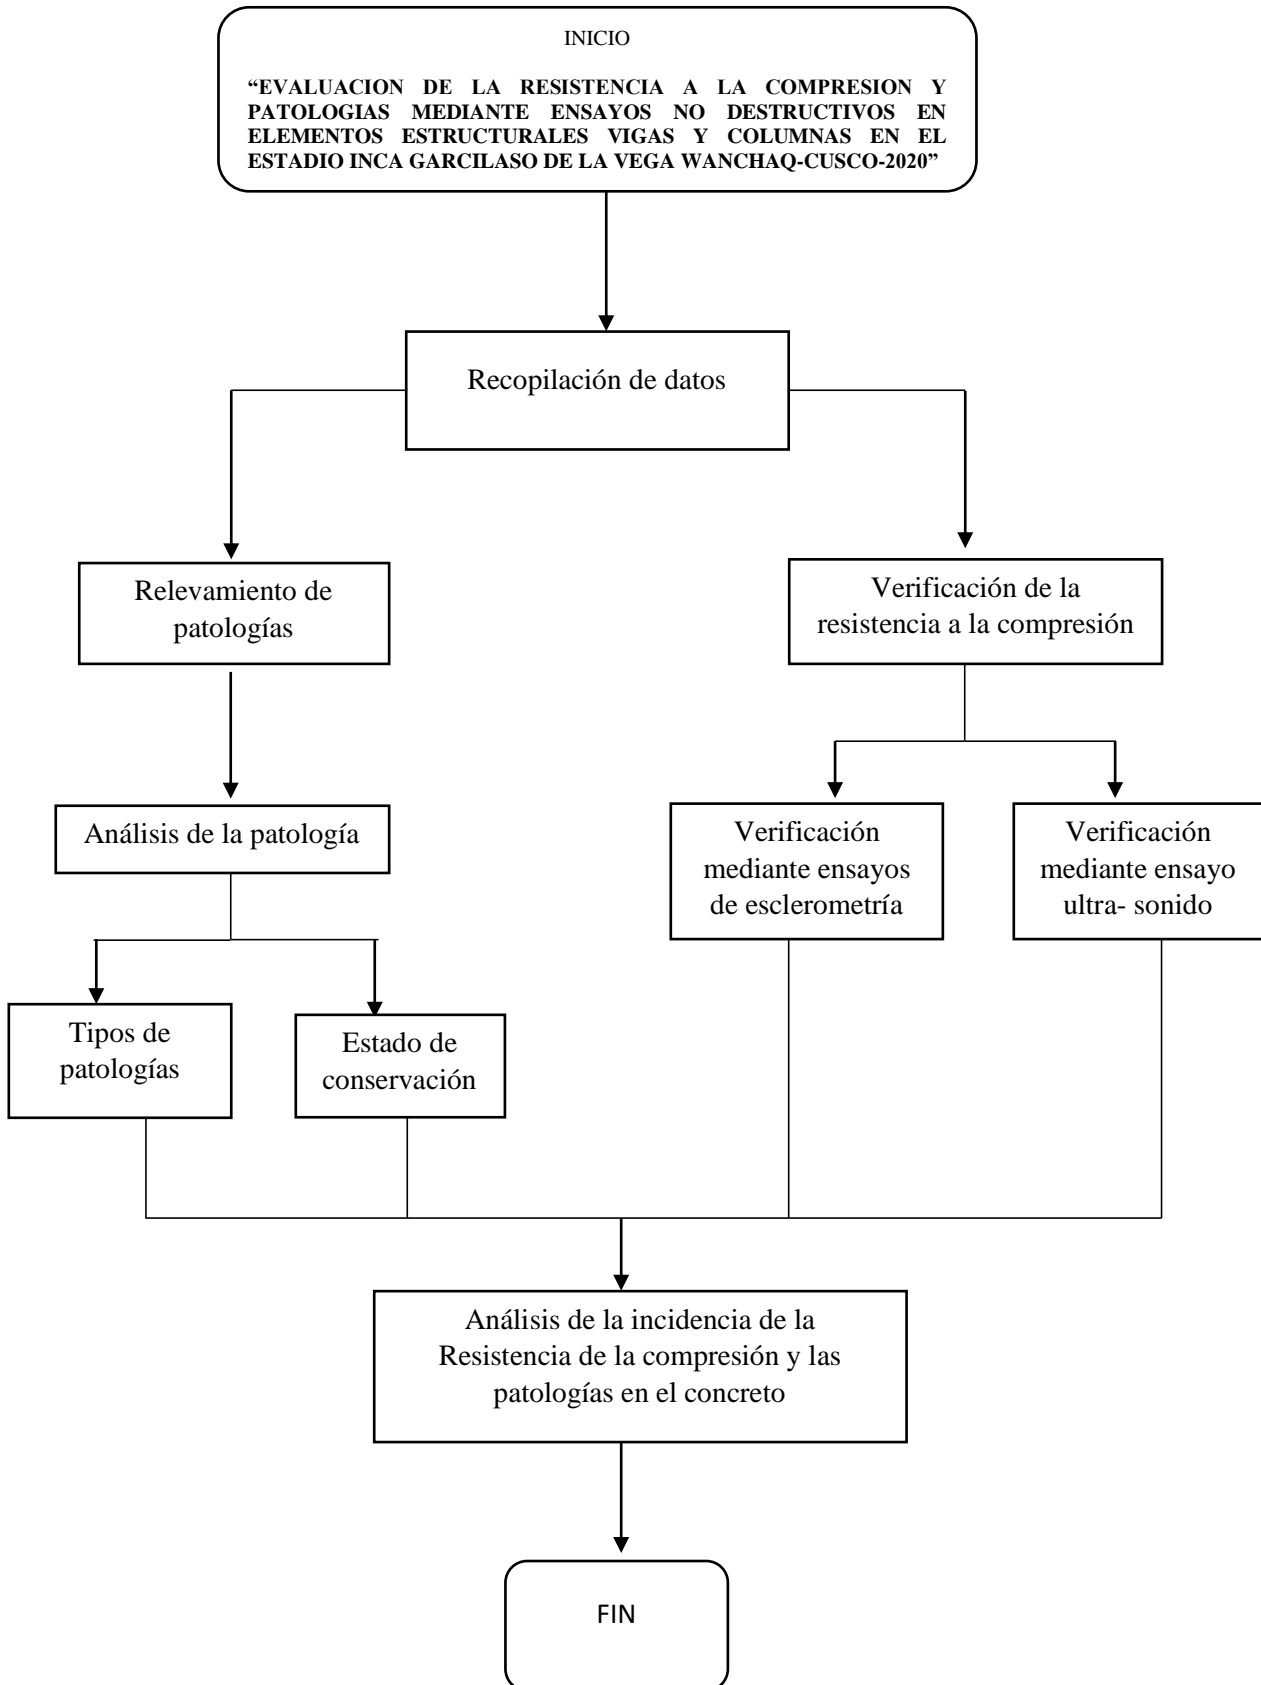 INICIO
“EVALUACION DE LA RESISTENCIA A LA COMPRESION Y
PATOLOGIAS MEDIANTE ENSAYOS NO DESTRUCTIVOS EN
ELEMENTOS ESTRUCTURALES VIGAS Y COLUMNAS EN EL
ESTADIO INCA GARCILASO DE LA VEGA WANCHAQ-CUSCO-2020”
Recopilación de datos
Relevamiento de
patologías
Verificación de la
resistencia a la compresión
Análisis de la patología
Verificación
mediante ensayos
de esclerometría
Verificación
mediante ensayo
ultra- sonido
Tipos de
patologías
Estado de
conservación
Análisis de la incidencia de la
Resistencia de la compresión y las
patologías en el concreto
FIN